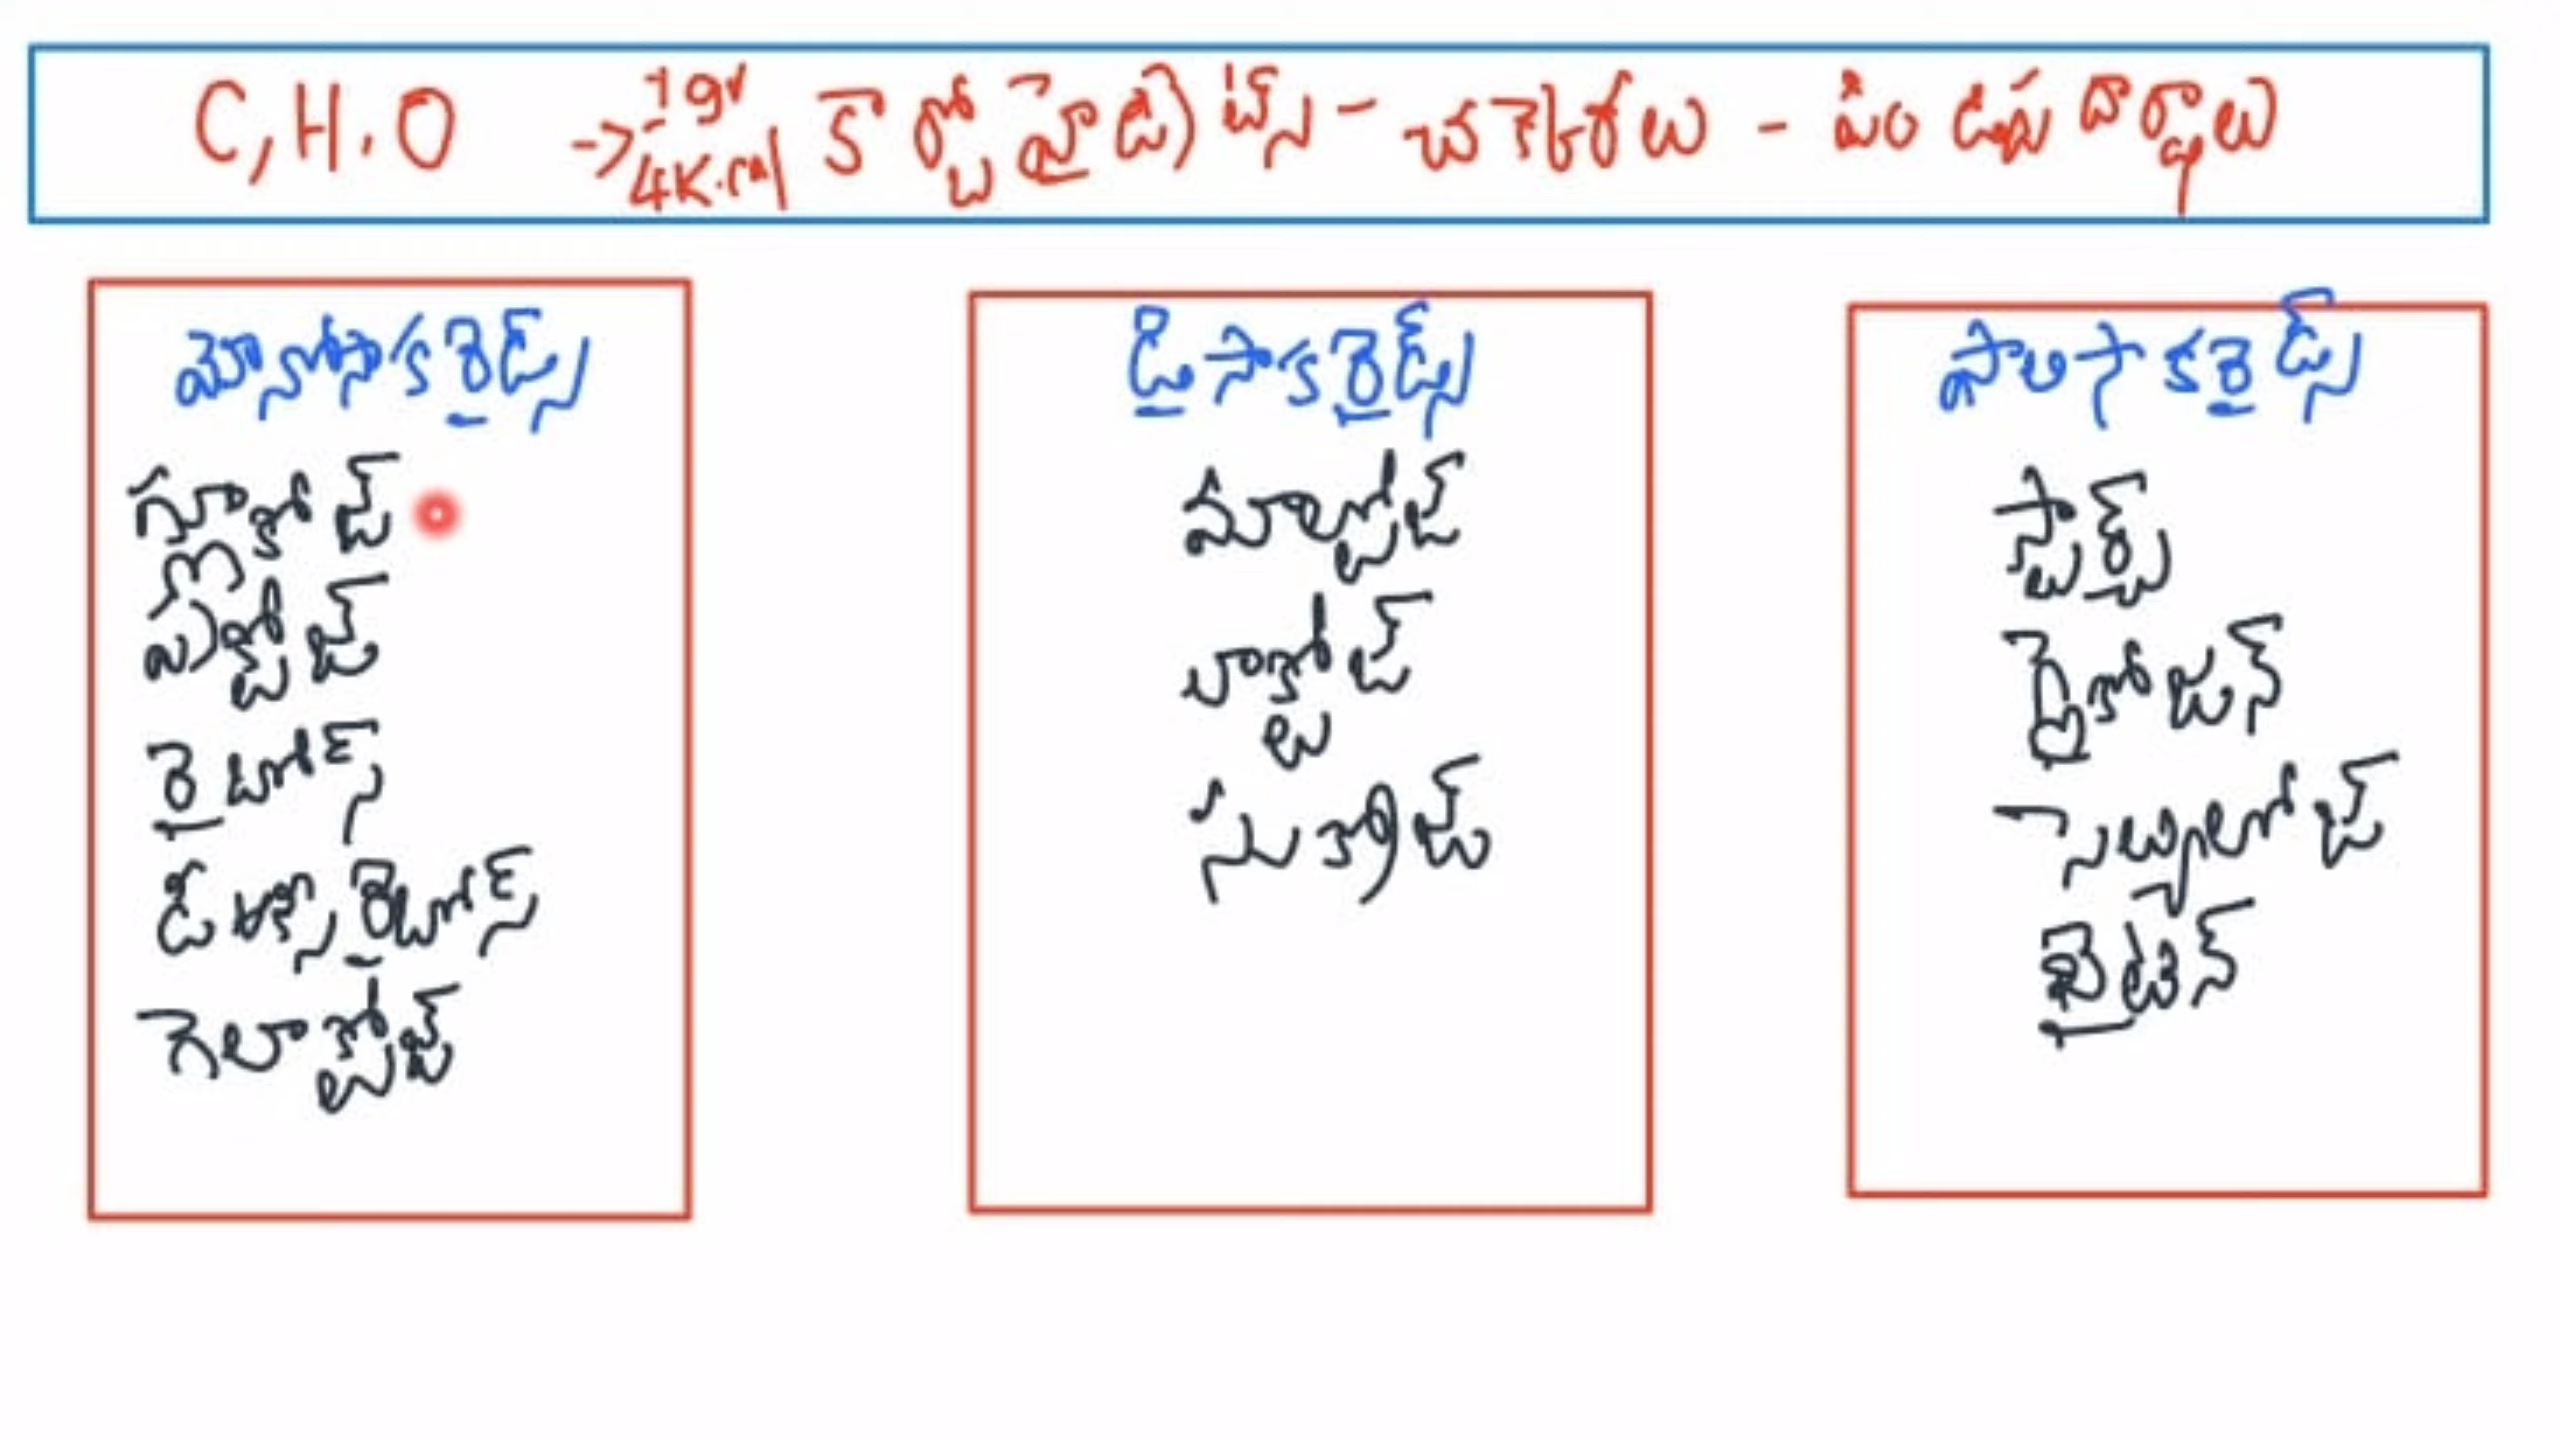 C, H, O → 1gr 4K.cal కార్బోహైడ్రేట్స్ - చక్కెరలు - పిండిపదార్థాలు
మోనోసాకరైడ్స్
గ్లూకోజ్
ఫ్రక్టోజ్
రైబోస్
డీఆక్సీరైబోస్
గెలాక్టోజ్
డైసాకరైడ్స్
మాల్టోజ్
లాక్టోజ్
సుక్రోజ్
పాలిసాకరైడ్స్
స్టార్చ్
గ్లైకోజన్
సెల్యులోజ్
ఖైటిన్